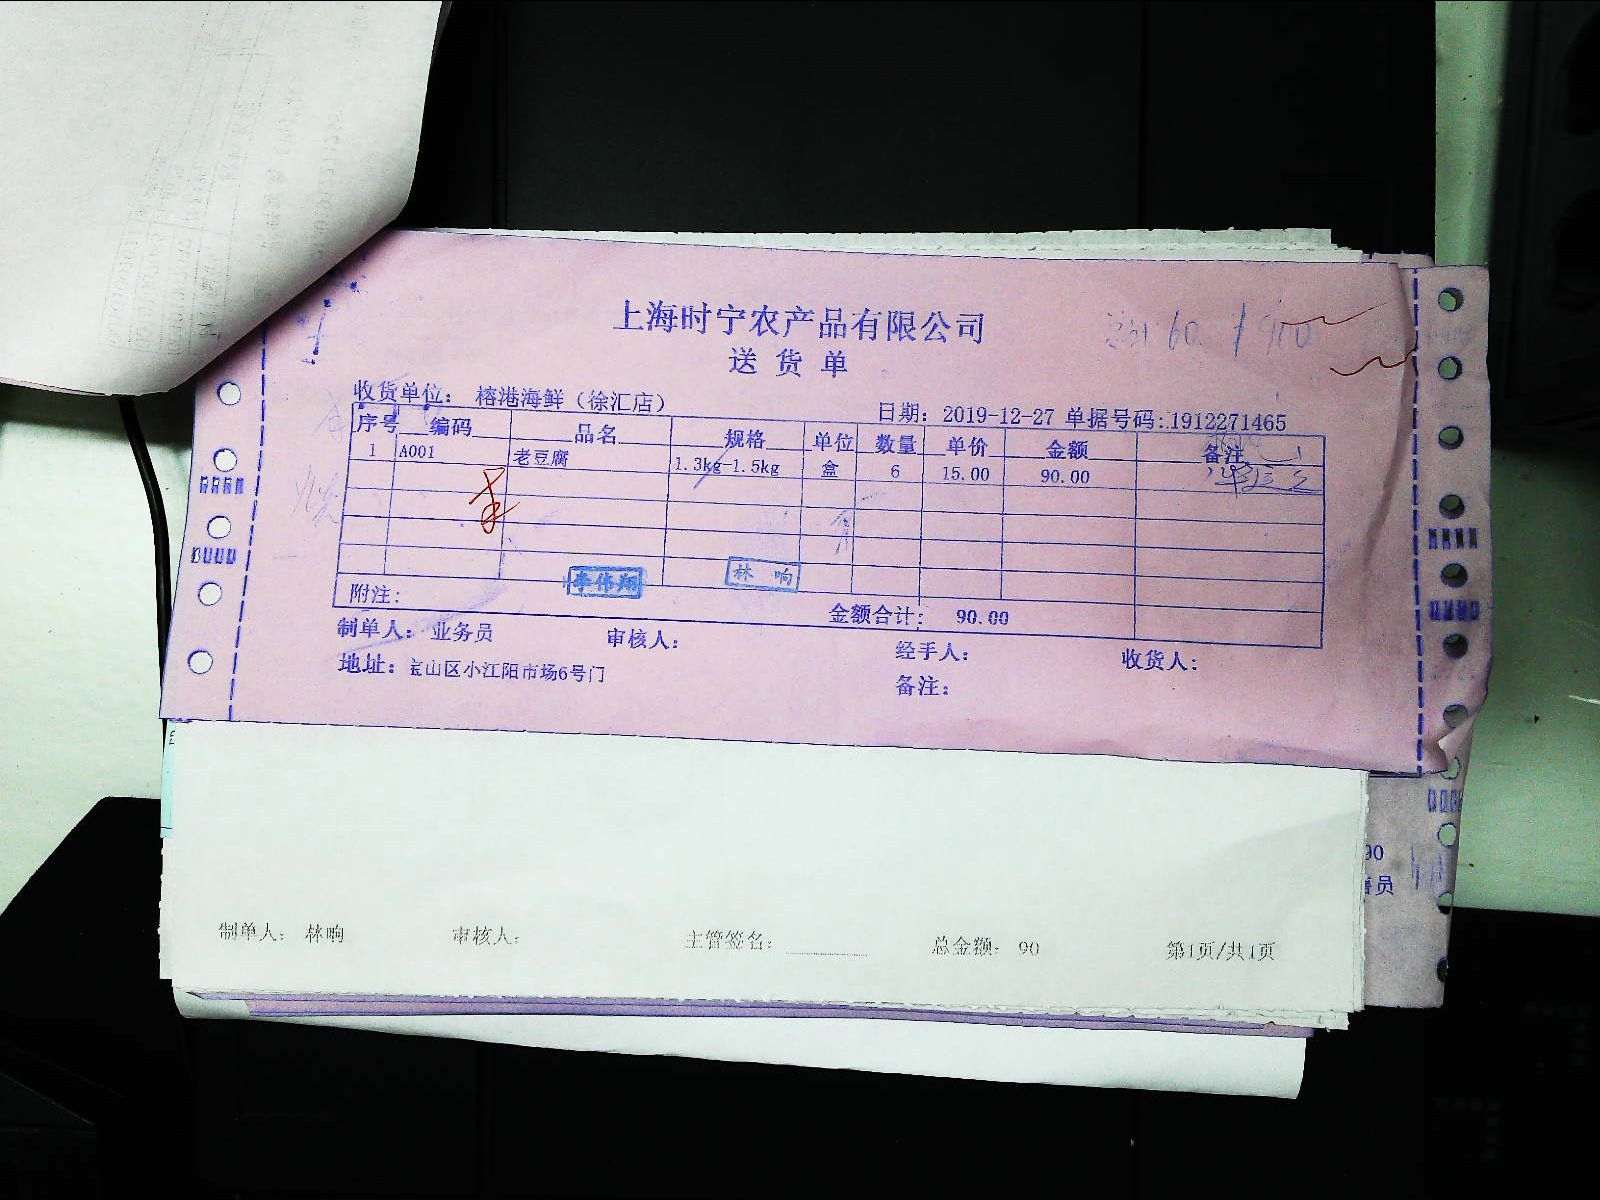 上海时宁农产品有限公司
送货单
收货单位： 榕港海鲜（徐汇店）
日期： 2019-12-27 单据号码:.1912271465
序号 编码 品名 规格 单位 数量 单价 金额 备注
1 A001 老豆腐 1.3kg-1.5kg 盒 6 15.00 90.00
李伟翔 林 响
附注： 金额合计： 90.00
制单人： 业务员 审核人： 经手人： 收货人：
地址：宝山区小江阳市场6号门 备注：
90
员
制单人： 林响 审核人： 主管签名： 总金额： 90 第1页/共1页